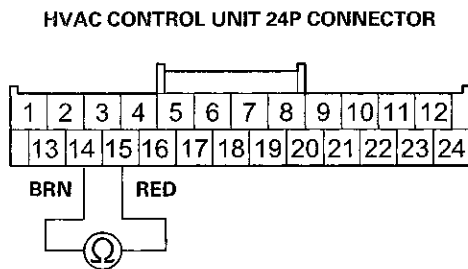 HVAC CONTROL UNIT 24P CONNECTOR
1 2 3 4 5 6 7 8 9 10 11 12
13 14 15 16 17 18 19 20 21 22 23 24
BRN RED
Ω